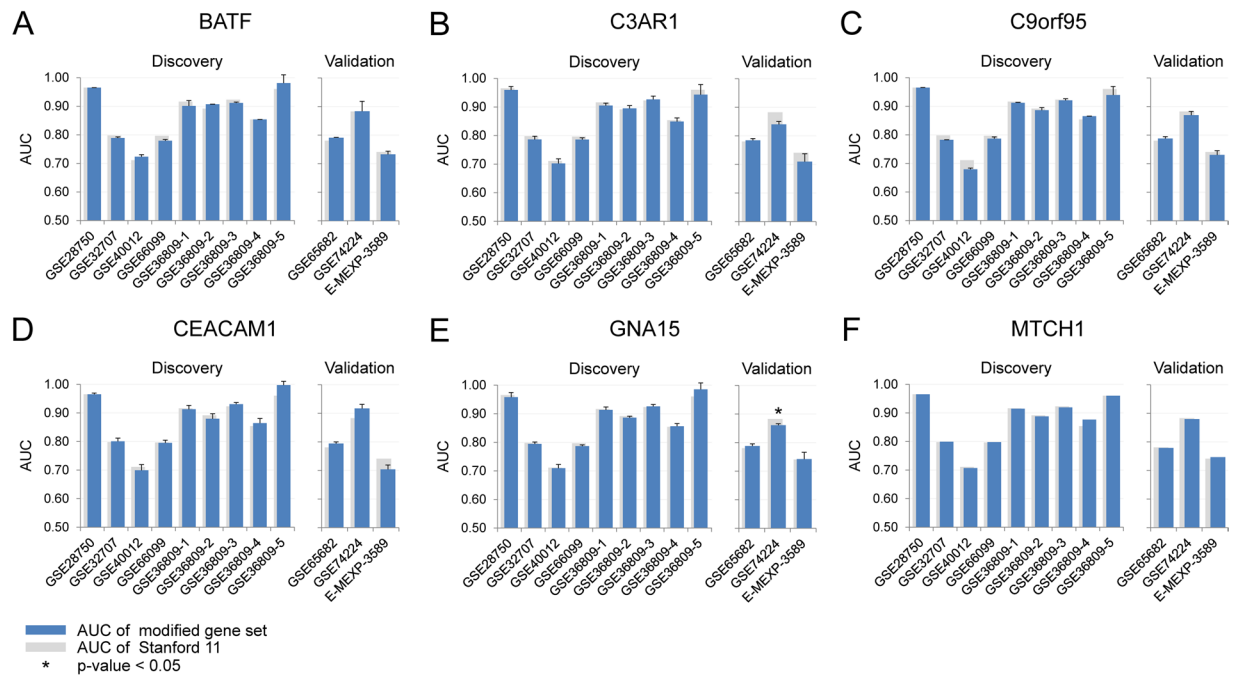 A
BATF
Discovery
Validation
AUC
1.00
0.90
0.80
0.70
0.60
0.50
GSE28750
GSE32707
GSE40012
GSE66099
GSE36809-1
GSE36809-2
GSE36809-3
GSE36809-4
GSE36809-5
GSE65682
GSE74224
E-MEXP-3589
B
C3AR1
Discovery
Validation
AUC
1.00
0.90
0.80
0.70
0.60
0.50
GSE28750
GSE32707
GSE40012
GSE66099
GSE36809-1
GSE36809-2
GSE36809-3
GSE36809-4
GSE36809-5
GSE65682
GSE74224
E-MEXP-3589
C
C9orf95
Discovery
Validation
AUC
1.00
0.90
0.80
0.70
0.60
0.50
GSE28750
GSE32707
GSE40012
GSE66099
GSE36809-1
GSE36809-2
GSE36809-3
GSE36809-4
GSE36809-5
GSE65682
GSE74224
E-MEXP-3589
D
CEACAM1
Discovery
Validation
AUC
1.00
0.90
0.80
0.70
0.60
0.50
GSE28750
GSE32707
GSE40012
GSE66099
GSE36809-1
GSE36809-2
GSE36809-3
GSE36809-4
GSE36809-5
GSE65682
GSE74224
E-MEXP-3589
E
GNA15
Discovery
Validation
AUC
1.00
0.90
0.80
0.70
0.60
0.50
*
GSE28750
GSE32707
GSE40012
GSE66099
GSE36809-1
GSE36809-2
GSE36809-3
GSE36809-4
GSE36809-5
GSE65682
GSE74224
E-MEXP-3589
F
MTCH1
Discovery
Validation
AUC
1.00
0.90
0.80
0.70
0.60
0.50
GSE28750
GSE32707
GSE40012
GSE66099
GSE36809-1
GSE36809-2
GSE36809-3
GSE36809-4
GSE36809-5
GSE65682
GSE74224
E-MEXP-3589
AUC of modified gene set
AUC of Stanford 11
* p-value < 0.05